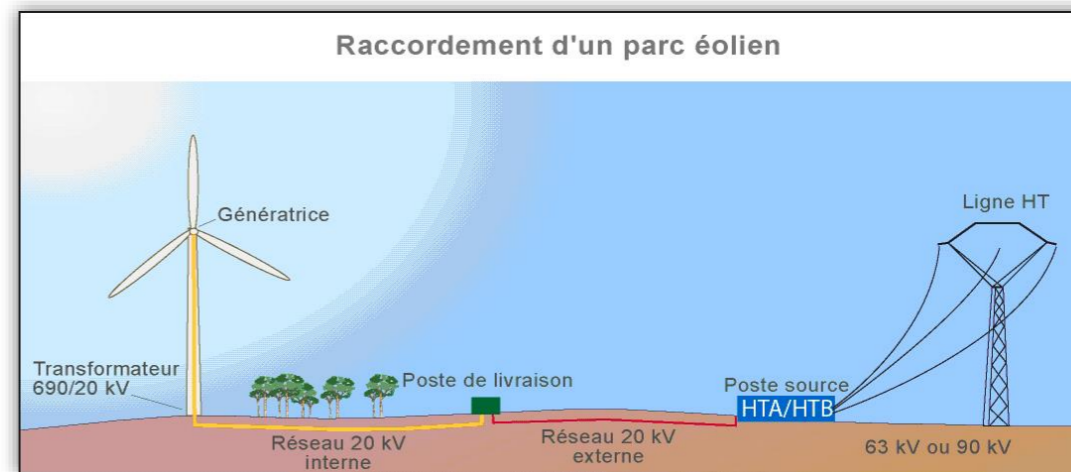 Raccordement d'un parc éolien
Génératrice
Ligne HT
Transformateur
690/20 kV
Poste de livraison
Poste source
HTA/HTB
Réseau 20 kV
interne
Réseau 20 kV
externe
63 kV ou 90 kV